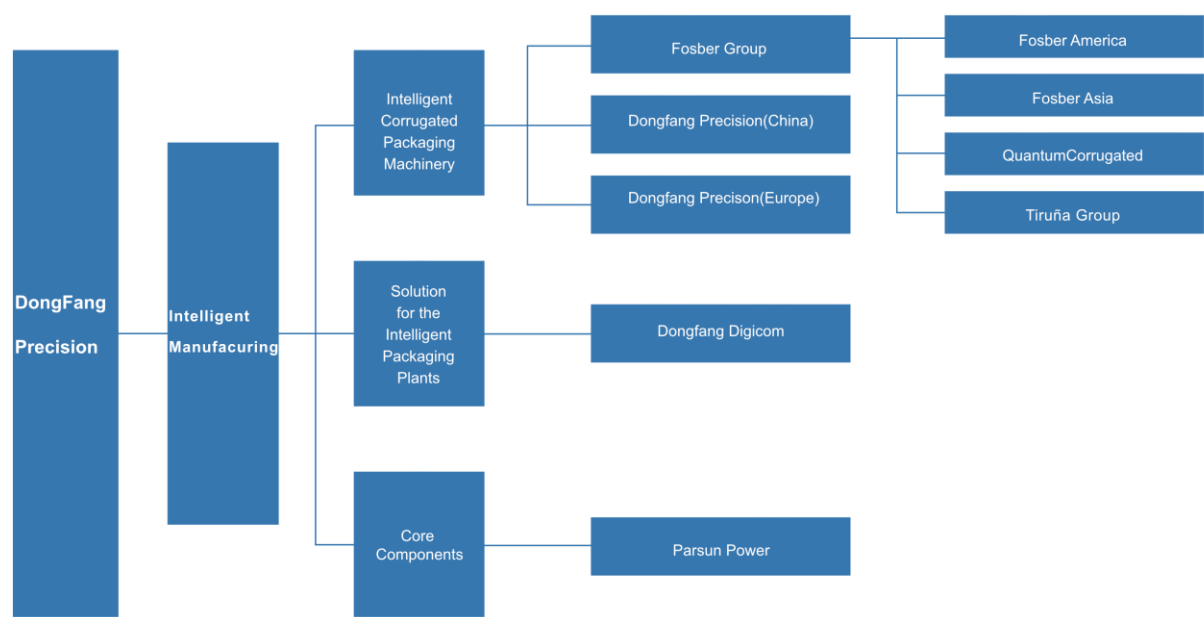 DongFang
Precision
Intelligent
Manufacuring
Intelligent
Corrugated
Packaging
Machinery
Solution
for the
Intelligent
Packaging
Plants
Core
Components
Fosber Group
Dongfang Precision(China)
Dongfang Precison(Europe)
Dongfang Digicom
Parsun Power
Fosber America
Fosber Asia
QuantumCorrugated
Tiruña Group